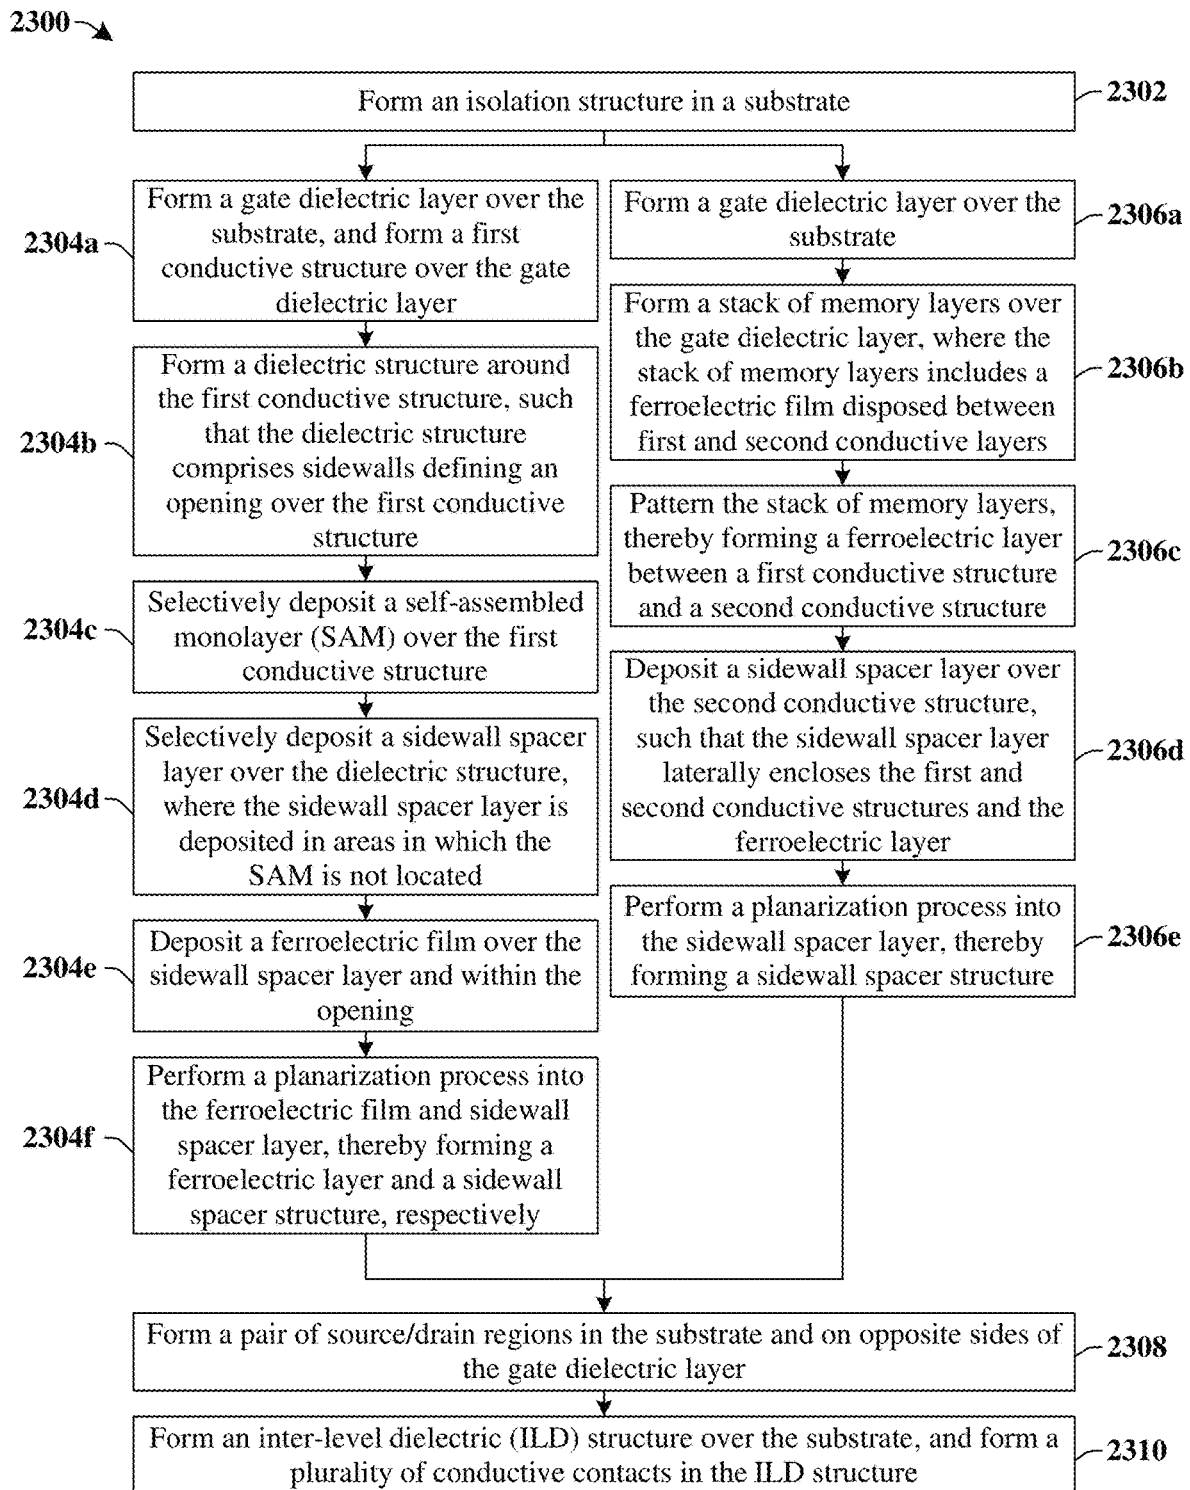 2300
Form an isolation structure in a substrate
2302
Form a gate dielectric layer over the
substrate, and form a first
conductive structure over the gate
dielectric layer
2304a
Form a dielectric structure around
the first conductive structure, such
that the dielectric structure
comprises sidewalls defining an
opening over the first conductive
structure
2304b
Selectively deposit a self-assembled
monolayer (SAM) over the first
conductive structure
2304c
Selectively deposit a sidewall spacer
layer over the dielectric structure,
where the sidewall spacer layer is
deposited in areas in which the
SAM is not located
2304d
Deposit a ferroelectric film over the
sidewall spacer layer and within the
opening
2304e
Perform a planarization process into
the ferroelectric film and sidewall
spacer layer, thereby forming a
ferroelectric layer and a sidewall
spacer structure, respectively
2304f
Form a gate dielectric layer over the
substrate
2306a
Form a stack of memory layers over
the gate dielectric layer, where the
stack of memory layers includes a
ferroelectric film disposed between
first and second conductive layers
2306b
Pattern the stack of memory layers,
thereby forming a ferroelectric layer
between a first conductive structure
and a second conductive structure
2306c
Deposit a sidewall spacer layer over
the second conductive structure,
such that the sidewall spacer layer
laterally encloses the first and
second conductive structures and the
ferroelectric layer
2306d
Perform a planarization process into
the sidewall spacer layer, thereby
forming a sidewall spacer structure
2306e
Form a pair of source/drain regions in the substrate and on opposite sides of
the gate dielectric layer
2308
Form an inter-level dielectric (ILD) structure over the substrate, and form a
plurality of conductive contacts in the ILD structure
2310